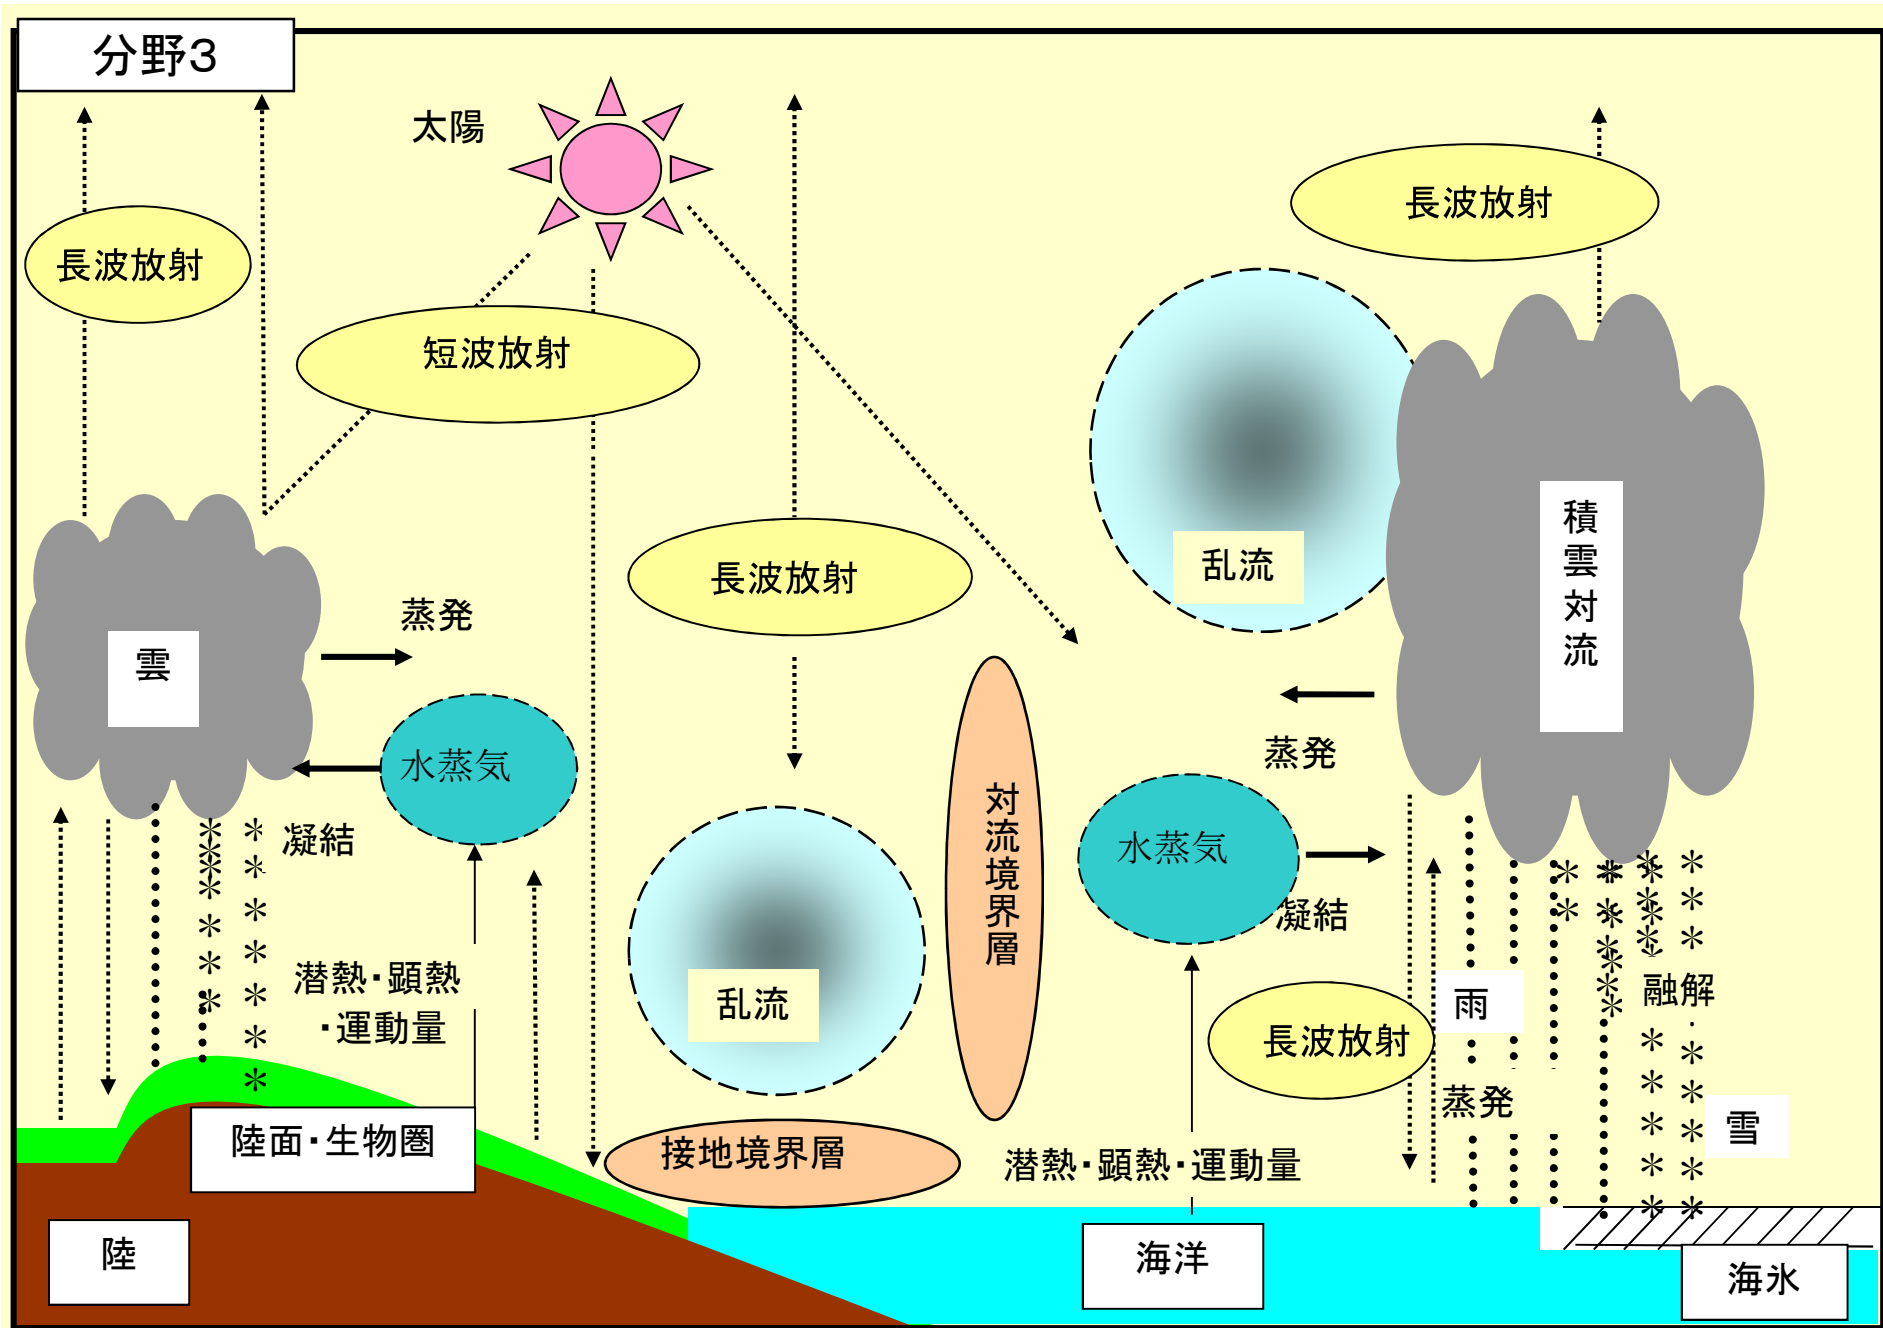 分野3
太陽
長波放射
長波放射
短波放射
積雲対流
乱流
長波放射
蒸発
雲
蒸発
水蒸気
対流境界層
水蒸気
凝結
凝結
潜熱・顕熱
・運動量
乱流
雨
融解
長波放射
蒸発
陸面・生物圏
接地境界層
潜熱・顕熱・運動量
雪
陸
海洋
海氷